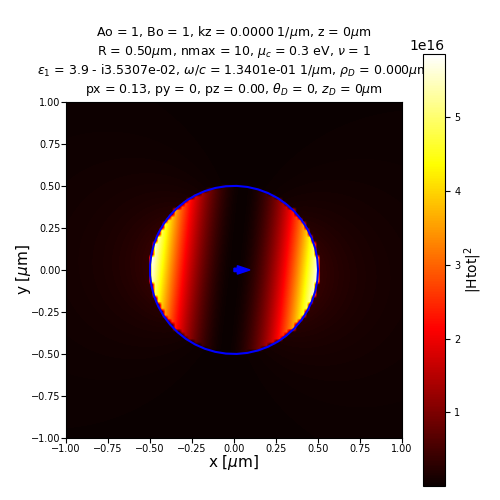 Ao = 1, Bo = 1, kz = 0.0000 1/μm, z = 0μm
R = 0.50μm, nmax = 10, μc = 0.3 eV, ν = 1
ε1 = 3.9 - i3.5307e-02, ω/c = 1.3401e-01 1/μm, ρD = 0.000μm
px = 0.13, py = 0, pz = 0.00, θD = 0, zD = 0μm
1e16
1.00
0.75
0.50
0.25
0.00
−0.25
−0.50
−0.75
−1.00
y [μm]
−1.00 −0.75 −0.50 −0.25 0.00 0.25 0.50 0.75 1.00
x [μm]
5
4
3
2
1
|Htot|²